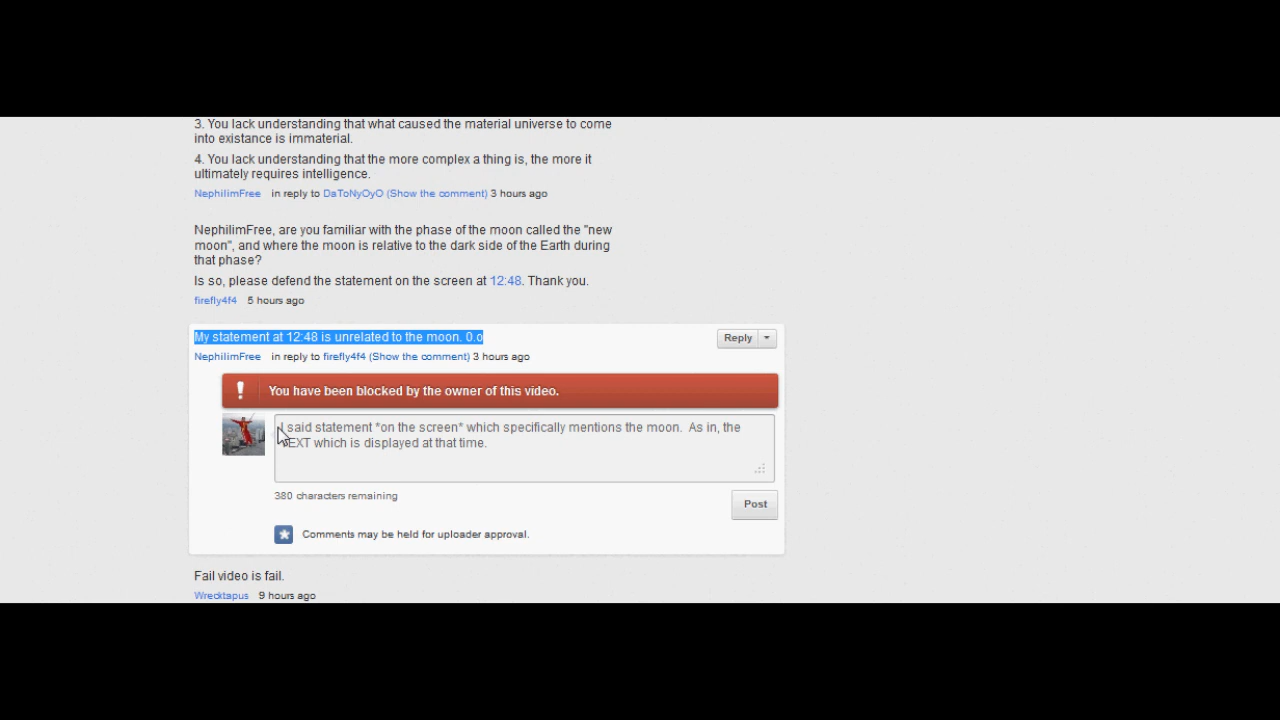 3. You lack understanding that what caused the material universe to come
into existance is immaterial.
4. You lack understanding that the more complex a thing is, the more it
ultimately requires intelligence.
NephilimFree in reply to DaToNyOyO (Show the comment) 3 hours ago
NephilimFree, are you familiar with the phase of the moon called the "new
moon", and where the moon is relative to the dark side of the Earth during
that phase?
Is so, please defend the statement on the screen at 12:48. Thank you.
firefly4f4 5 hours ago
My statement at 12:48 is unrelated to the moon. 0.o
Reply
NephilimFree in reply to firefly4f4 (Show the comment) 3 hours ago
You have been blocked by the owner of this video.
I said statement *on the screen* which specifically mentions the moon. As in, the
TEXT which is displayed at that time.
380 characters remaining
Post
Comments may be held for uploader approval.
Fail video is fail.
Wrecktapus 9 hours ago